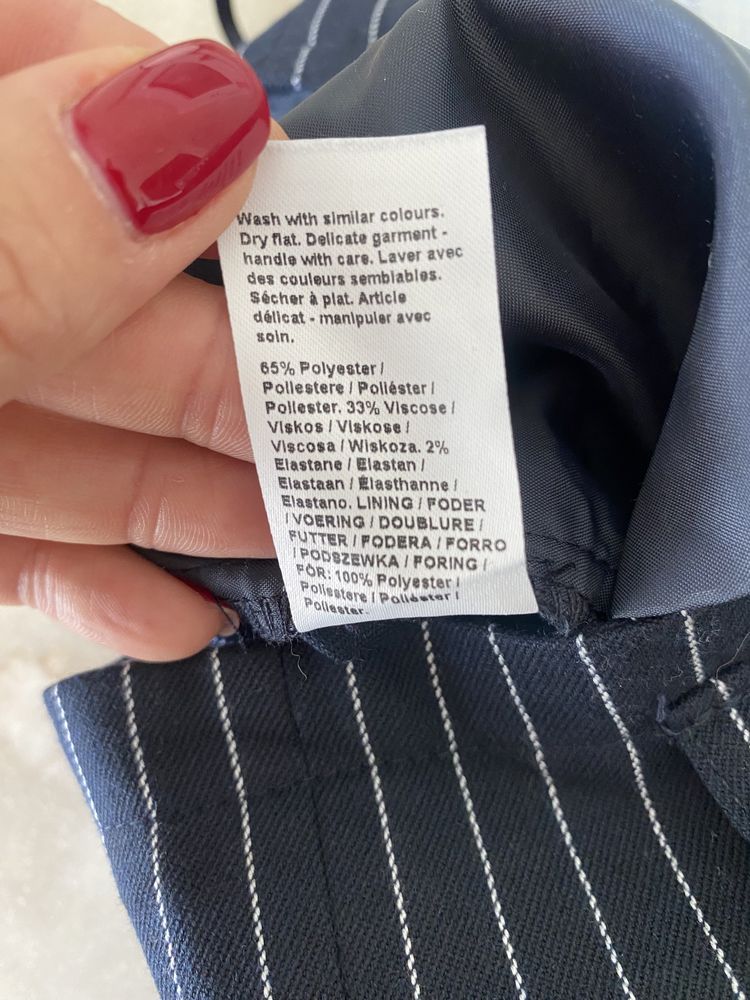 Wash with similar colours.
Dry flat. Delicate garment -
handle with care. Laver avec
des couleurs semblables.
Sécher à plat. Article
délicat - manipuler avec
soin.
65% Polyester /
Poliestere / Poliéster /
Poliester. 33% Viscose /
Viskos / Viskose /
Viscosa / Wiskoza. 2%
Elastane / Elastan /
Elastaan / Élasthanne /
Elastano. LINING / FODER
/ VOERING / DOUBLURE /
FUTTER / FODERA / FORRO
/ PODSZEWKA / FORING /
FÔR: 100% Polyester /
Poliestere / Poliéster /
Poliester.